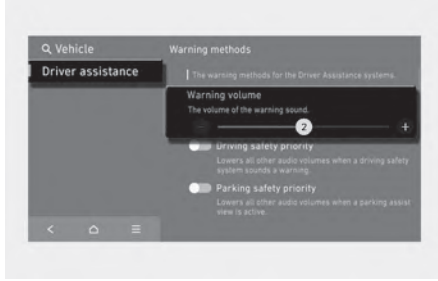 Vehicle
Warning methods
Driver assistance
The warning methods for the Driver Assistance systems.
Warning volume
The volume of the warning sound.
2
Driving safety priority
Lowers all other audio volumes when a driving safety
system sounds a warning.
Parking safety priority
Lowers all other audio volumes when a parking assist
view is active.